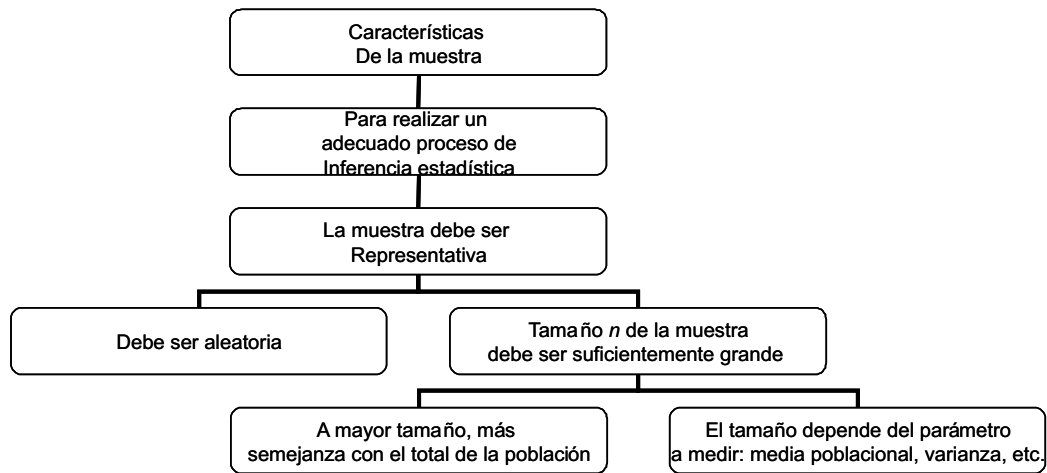 Características
De la muestra
Para realizar un
adecuado proceso de
Inferencia estadística
La muestra debe ser
Representativa
Debe ser aleatoria
Tamaño n de la muestra
debe ser suficientemente grande
A mayor tamaño, más
semejanza con el total de la población
El tamaño depende del parámetro
a medir: media poblacional, varianza, etc.